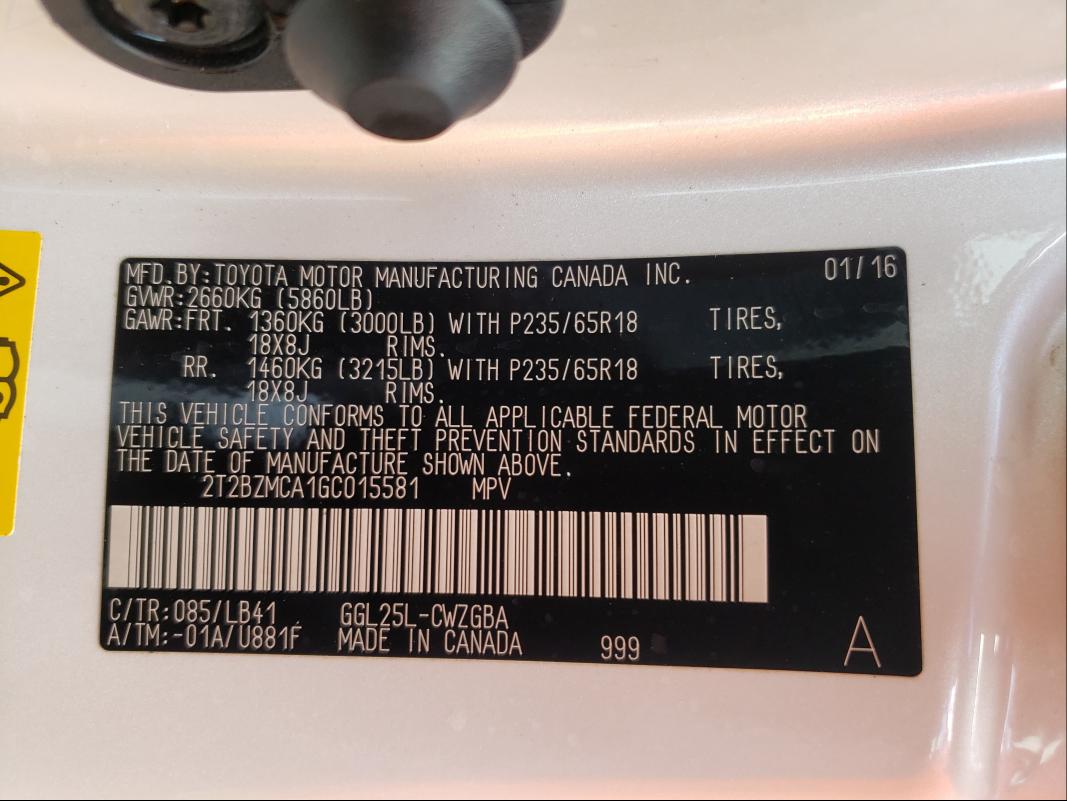 MFD.BY:TOYOTA MOTOR MANUFACTURING CANADA INC. 01/16
GVWR:2660KG (5860LB)
GAWR:FRT. 1360KG (3000LB) WITH P235/65R18 TIRES,
18X8J RIMS.
RR. 1460KG (3215LB) WITH P235/65R18 TIRES,
18X8J RIMS.
THIS VEHICLE CONFORMS TO ALL APPLICABLE FEDERAL MOTOR
VEHICLE SAFETY AND THEFT PREVENTION STANDARDS IN EFFECT ON
THE DATE OF MANUFACTURE SHOWN ABOVE.
2T2BZMCA1GC015581 MPV
C/TR:085/LB41 GGL25L-CWZGBA
A/TM:-01A/U881F MADE IN CANADA 999 A